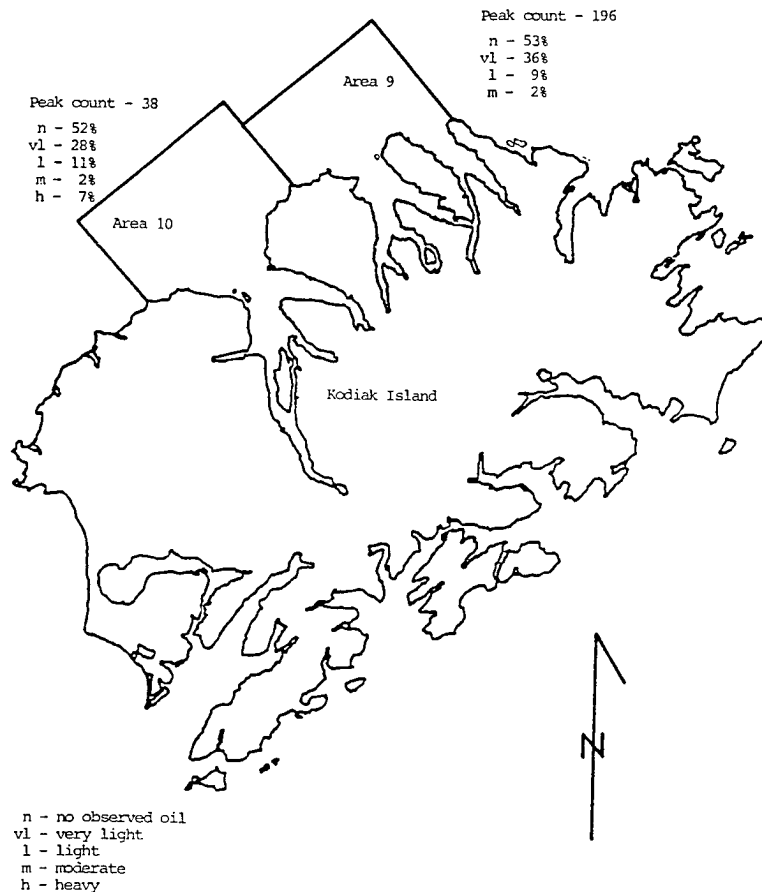 Peak count - 196
n - 53%
vl - 36%
l - 9%
m - 2%
Area 9
Peak count - 38
n - 52%
vl - 28%
l - 11%
m - 2%
h - 7%
Area 10
Kodiak Island
N
n - no observed oil
vl - very light
l - light
m - moderate
h - heavy